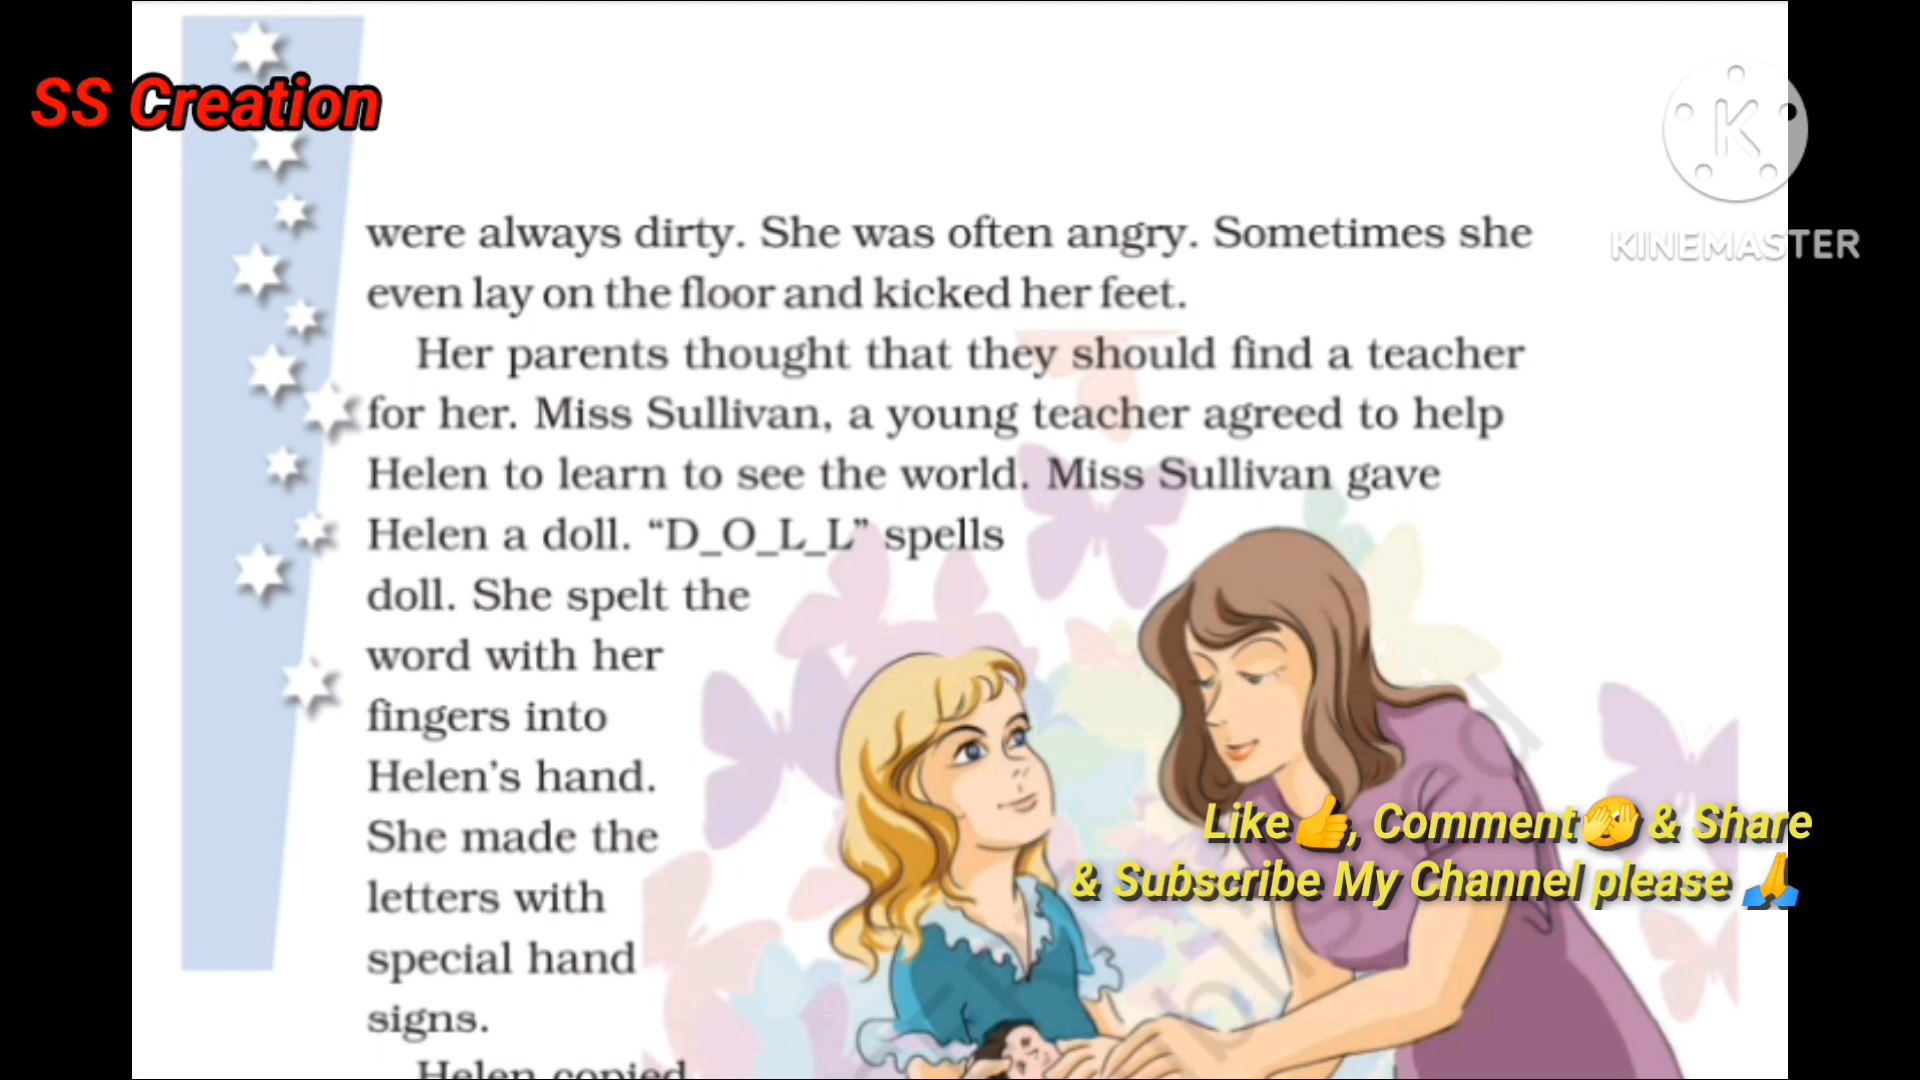 SS Creation
KINEMASTER
were always dirty. She was often angry. Sometimes she
even lay on the floor and kicked her feet.
Her parents thought that they should find a teacher
for her. Miss Sullivan, a young teacher agreed to help
Helen to learn to see the world. Miss Sullivan gave
Helen a doll. “D_O_L_L” spells
doll. She spelt the
word with her
fingers into
Helen’s hand.
She made the
letters with
special hand
signs.
Helen copied
Like👍, Comment🫣 & Share
& Subscribe My Channel please 🙏